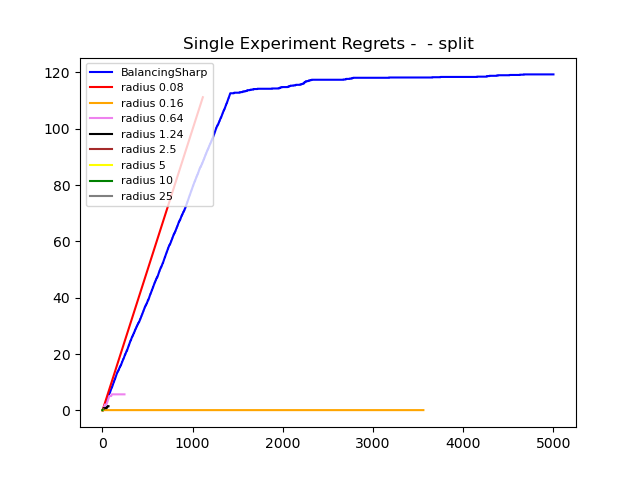 Single Experiment Regrets -  - split
120
100
80
60
40
20
0
BalancingSharp
radius 0.08
radius 0.16
radius 0.64
radius 1.24
radius 2.5
radius 5
radius 10
radius 25
0 1000 2000 3000 4000 5000